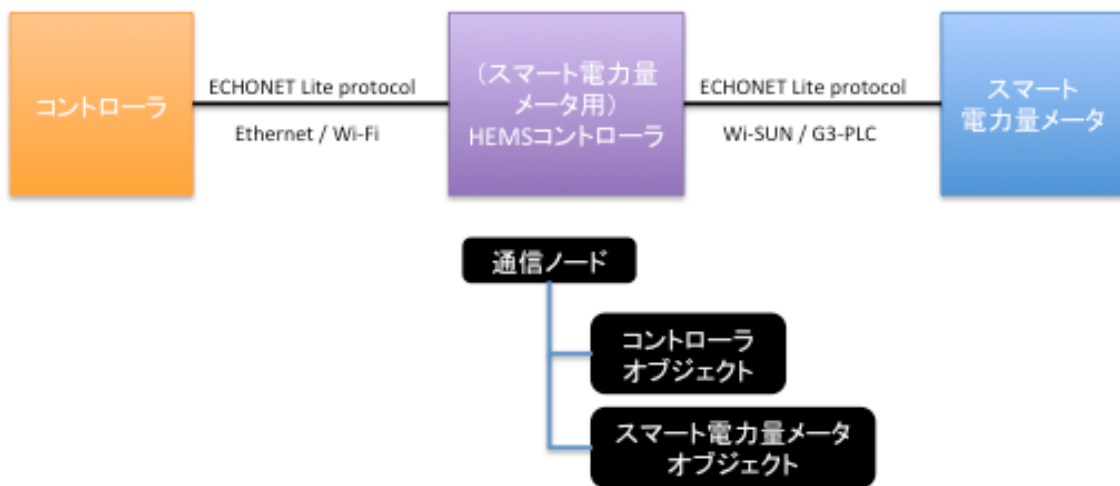 コントローラ
ECHONET Lite protocol
Ethernet / Wi-Fi
（スマート電力量
メータ用）
HEMSコントローラ
ECHONET Lite protocol
Wi-SUN / G3-PLC
スマート
電力量メータ
通信ノード
コントローラ
オブジェクト
スマート電力量メータ
オブジェクト